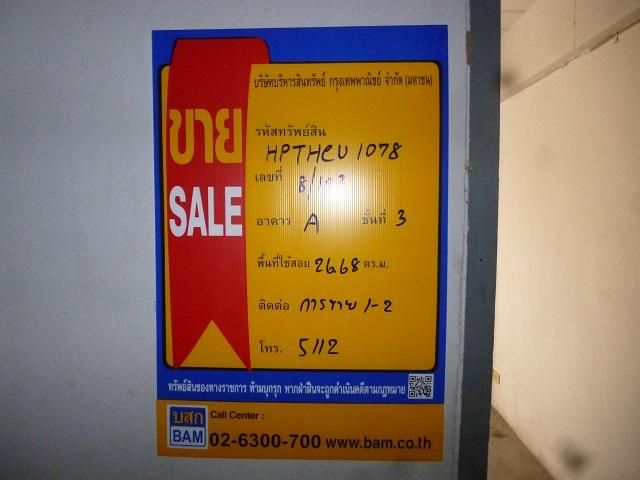 บริษัทบริหารสินทรัพย์ กรุงเทพพาณิชย์ จำกัด (มหาชน)
ขาย
SALE
รหัสทรัพย์สิน
HPTHCU 1078
เลขที่
อาคาร A ชั้นที่ 3
พื้นที่ใช้สอย 26.68 ตร.ม.
ติดต่อ การขาย 1-2
โทร. 5112
ทรัพย์สินของทางราชการ ห้ามบุกรุก หากฝ่าฝืนจะถูกดำเนินคดีตามกฎหมาย
บสก
BAM
Call Center :
02-6300-700 www.bam.co.th